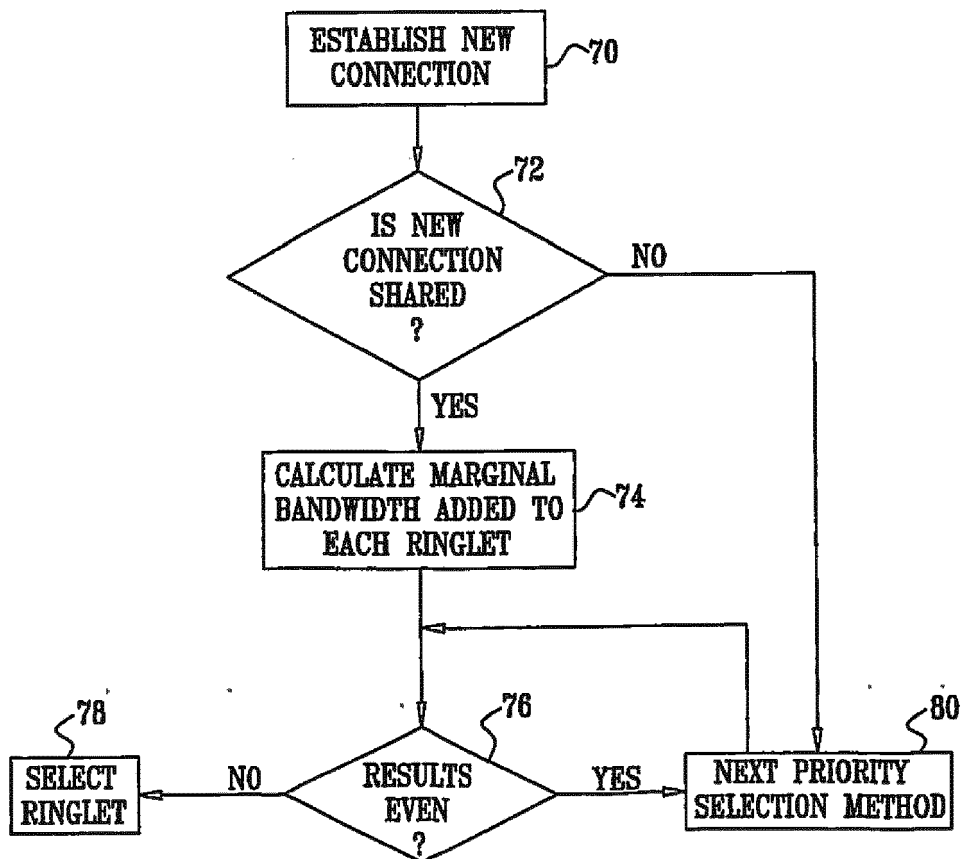 ESTABLISH NEW
CONNECTION
70
72
IS NEW
CONNECTION
SHARED
?
NO
YES
CALCULATE MARGINAL
BANDWIDTH ADDED TO
EACH RINGLET
74
76
RESULTS
EVEN
?
NO
YES
78
SELECT
RINGLET
80
NEXT PRIORITY
SELECTION METHOD